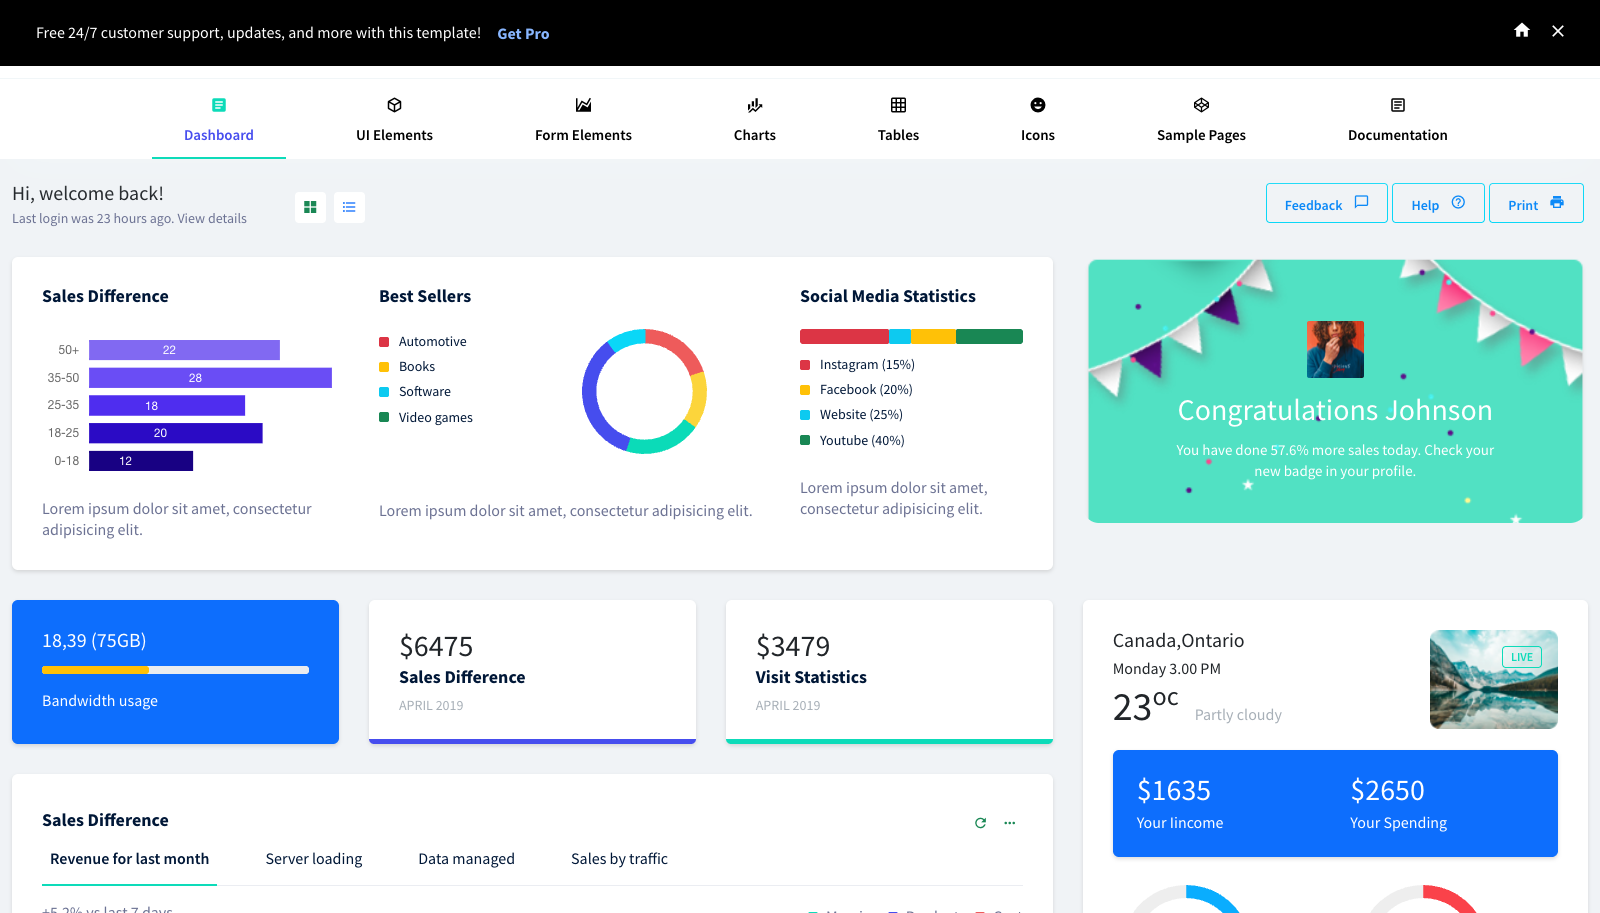 Free 24/7 customer support, updates, and more with this template! Get Pro
Dashboard
UI Elements
Form Elements
Charts
Tables
Icons
Sample Pages
Documentation
Hi, welcome back!
Last login was 23 hours ago. View details
Feedback
Help
Print
Sales Difference
50+ 22
35-50 28
25-35 18
18-25 20
0-18 12
Lorem ipsum dolor sit amet, consectetur
adipisicing elit.
Best Sellers
Automotive
Books
Software
Video games
Lorem ipsum dolor sit amet, consectetur adipisicing elit.
Social Media Statistics
Instagram (15%)
Facebook (20%)
Website (25%)
Youtube (40%)
Lorem ipsum dolor sit amet,
consectetur adipisicing elit.
Congratulations Johnson
You have done 57.6% more sales today. Check your
new badge in your profile.
18,39 (75GB)
Bandwidth usage
$6475
Sales Difference
APRIL 2019
$3479
Visit Statistics
APRIL 2019
Canada,Ontario
Monday 3.00 PM
23oc Partly cloudy
LIVE
$1635
Your Iincome
$2650
Your Spending
Sales Difference
Revenue for last month
Server loading
Data managed
Sales by traffic
+5.2% vs last 7 days